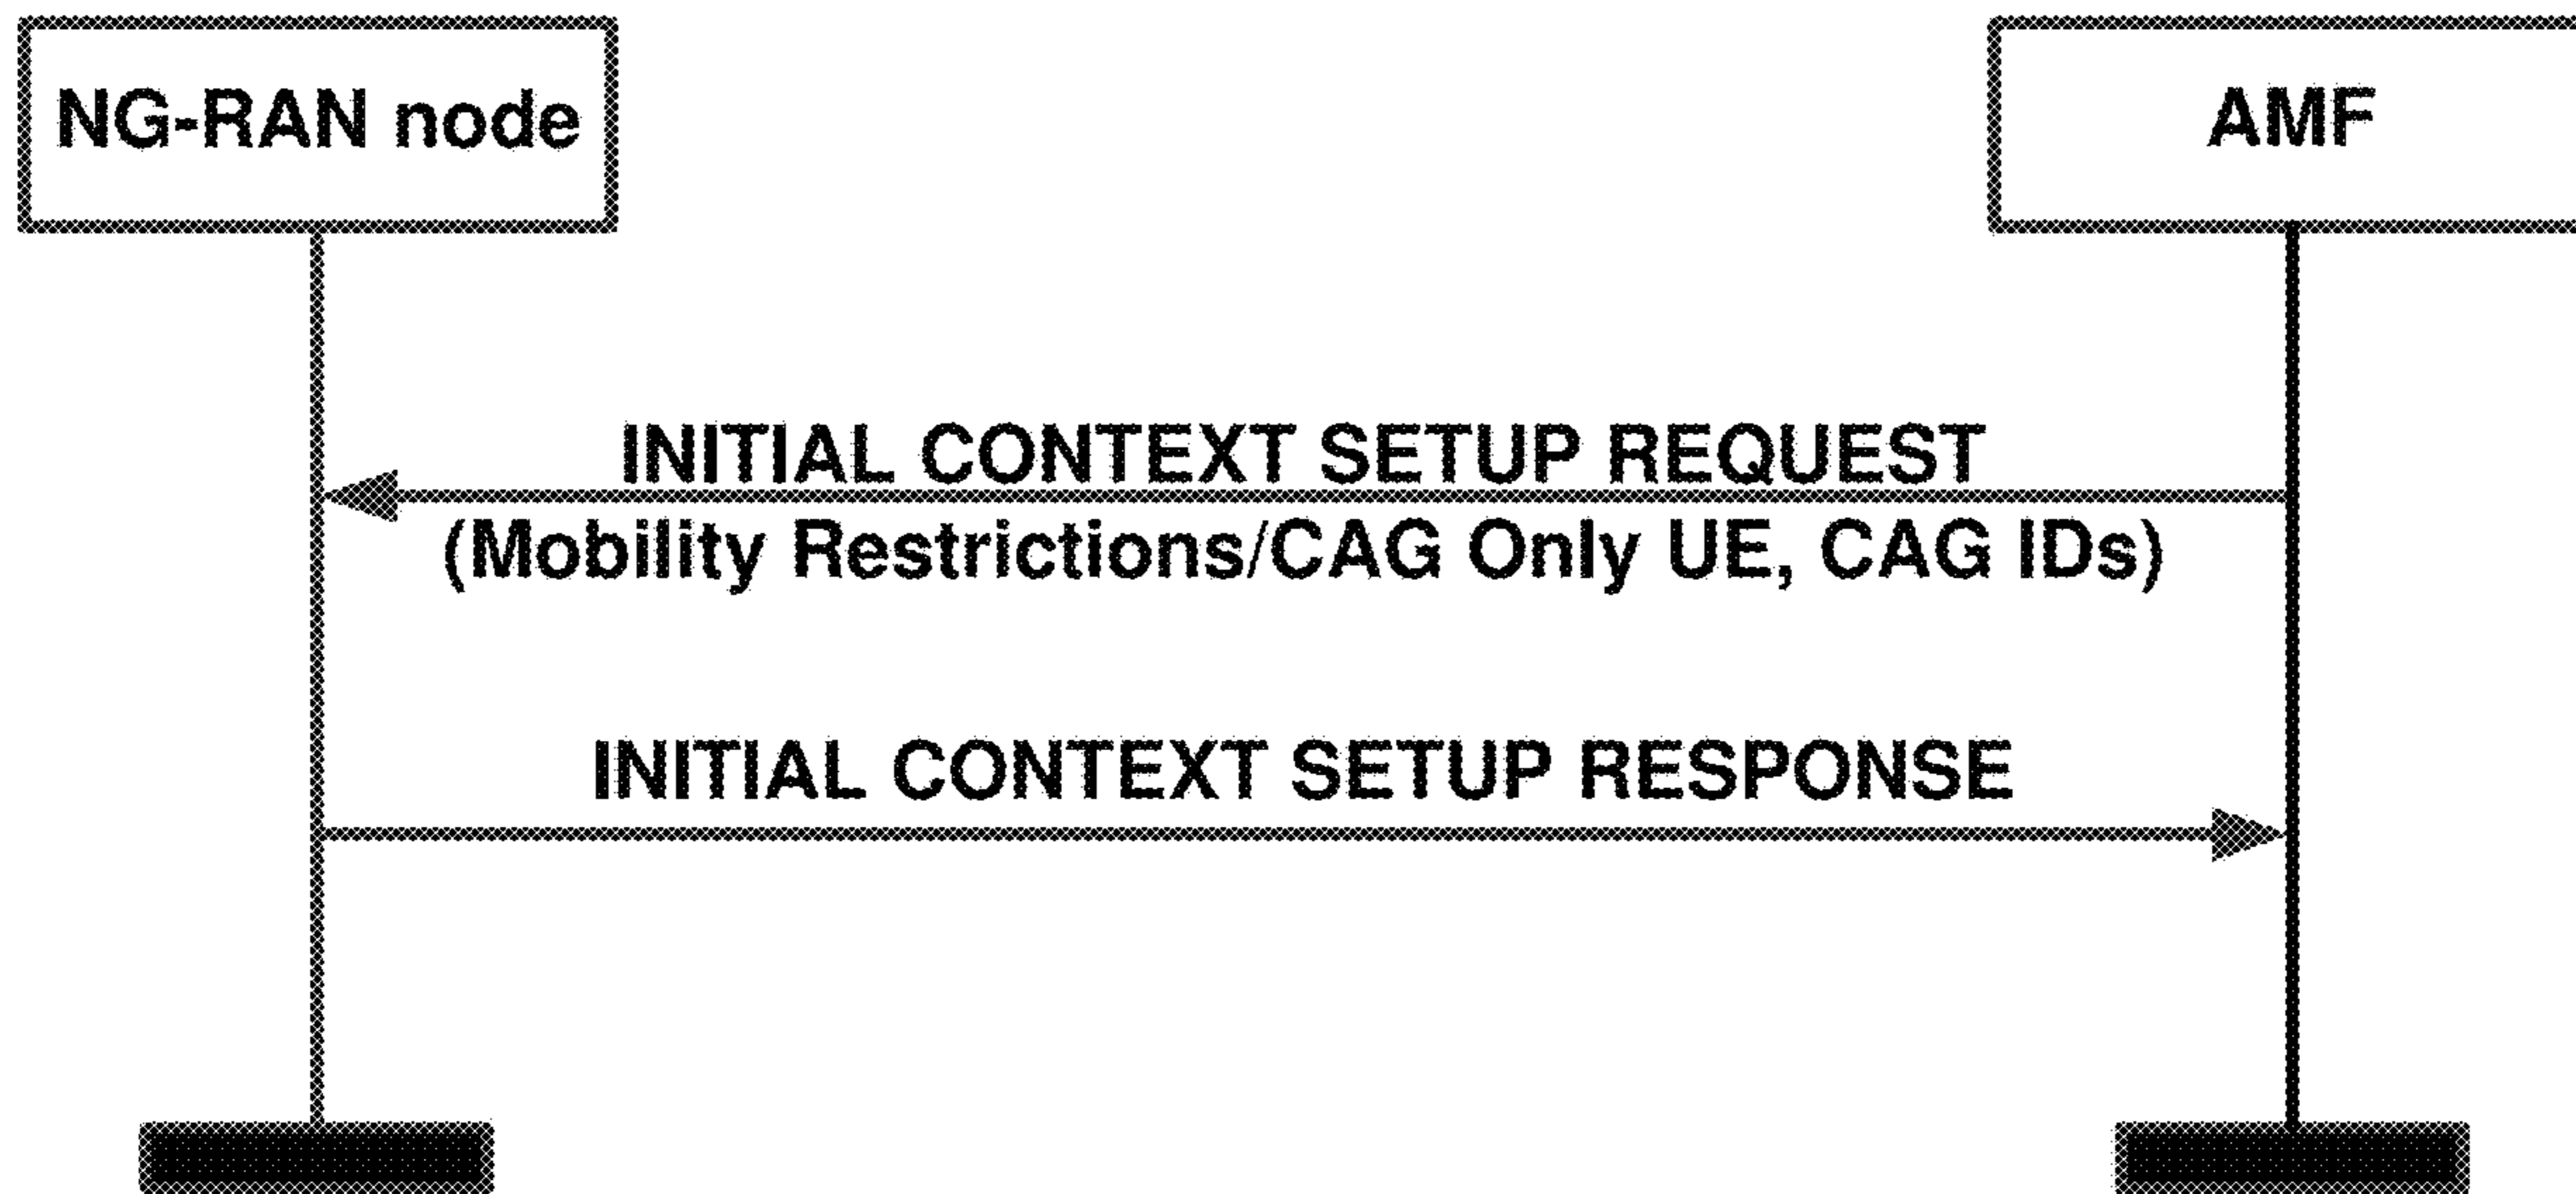 NG-RAN node
AMF
INITIAL CONTEXT SETUP REQUEST
(Mobility Restrictions/CAG Only UE, CAG IDs)
INITIAL CONTEXT SETUP RESPONSE